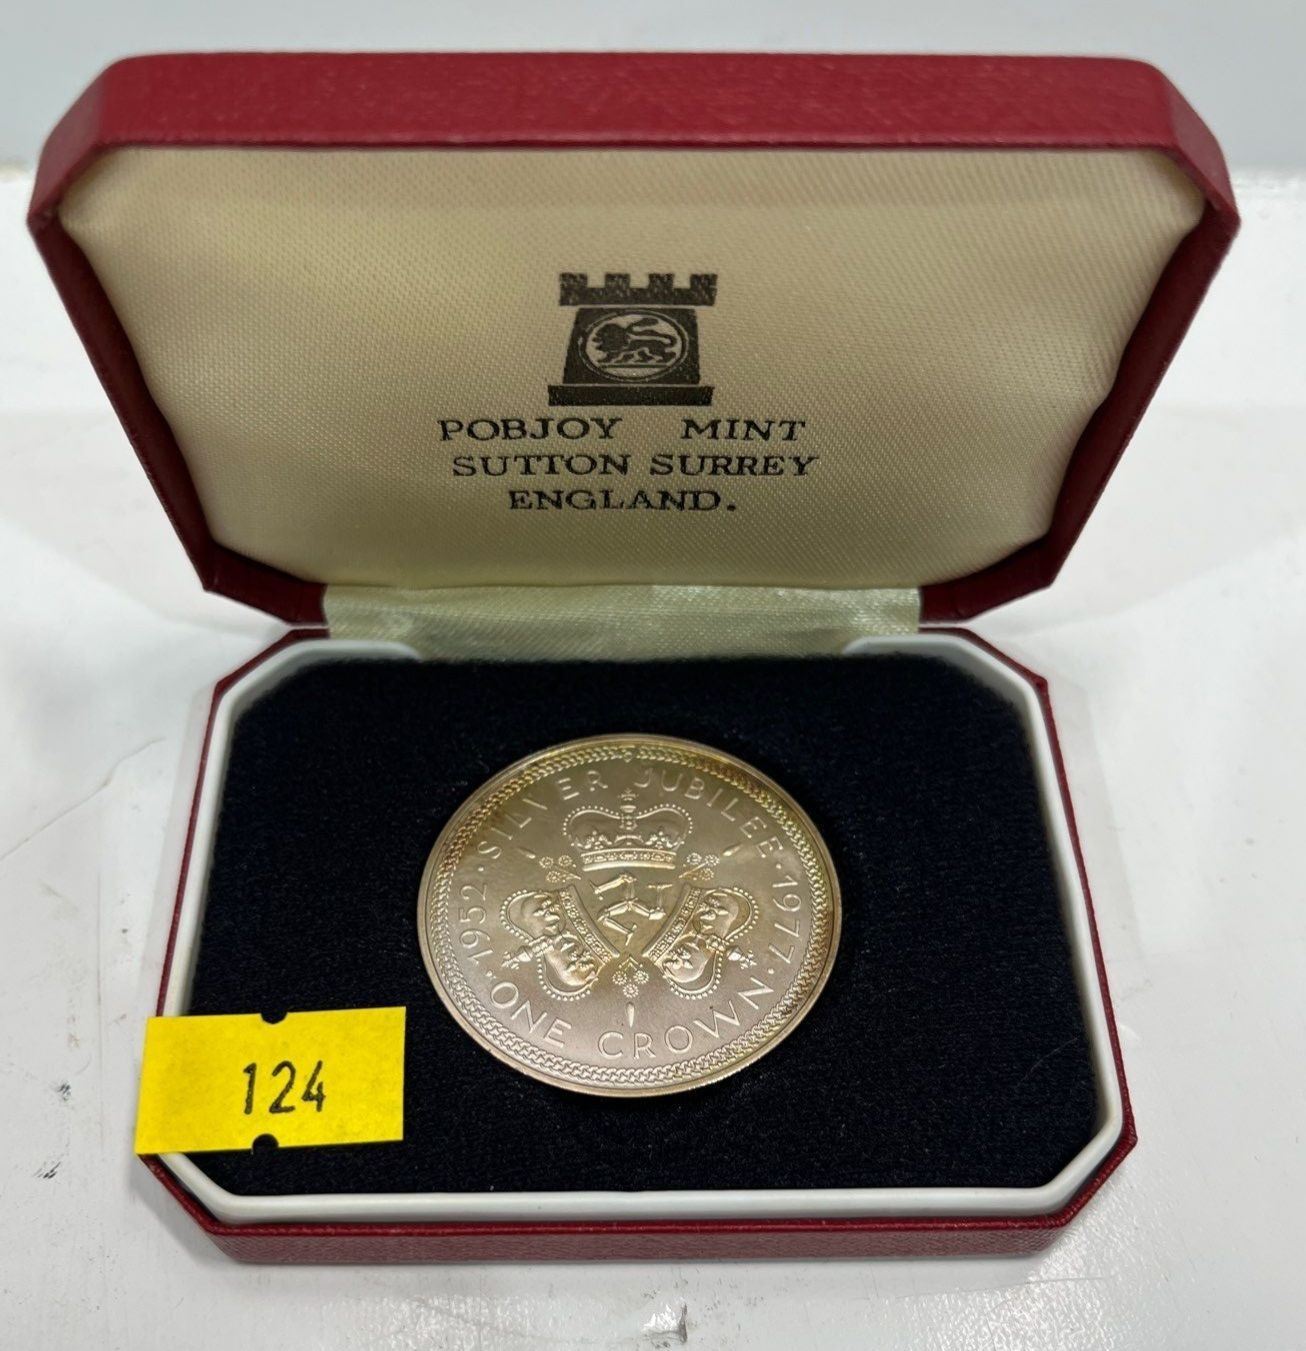 POBJOY MINT
SUTTON SURREY
ENGLAND.
1952 · SILVER JUBILEE · 1977 ·
ONE CROWN ·
124